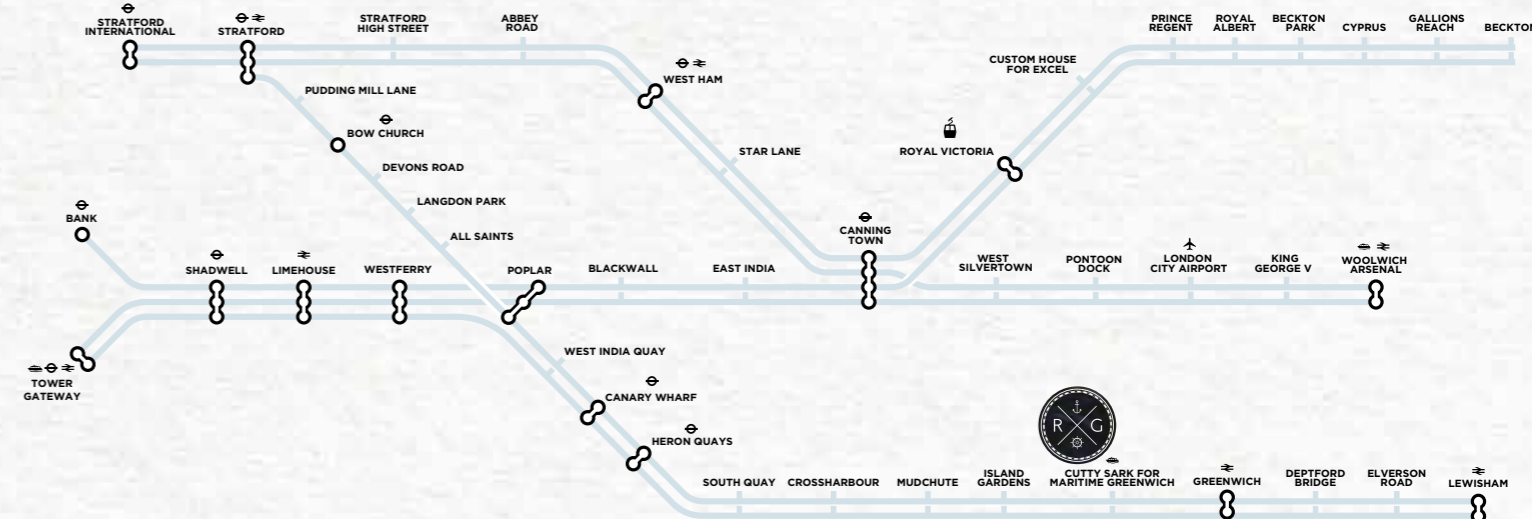 STRATFORD
INTERNATIONAL
STRATFORD
STRATFORD
HIGH STREET
ABBEY
ROAD
PRINCE
REGENT
ROYAL
ALBERT
BECKTON
PARK
CYPRUS
GALLIONS
REACH
BECKTON
CUSTOM HOUSE
FOR EXCEL
WEST HAM
PUDDING MILL LANE
BOW CHURCH
STAR LANE
ROYAL VICTORIA
DEVONS ROAD
LANGDON PARK
BANK
ALL SAINTS
CANNING
TOWN
SHADWELL
LIMEHOUSE
WESTFERRY
POPLAR
BLACKWALL
EAST INDIA
WEST
SILVERTOWN
PONTOON
DOCK
LONDON
CITY AIRPORT
KING
GEORGE V
WOOLWICH
ARSENAL
WEST INDIA QUAY
TOWER
GATEWAY
CANARY WHARF
HERON QUAYS
R G
SOUTH QUAY
CROSSHARBOUR
MUDCHUTE
ISLAND
GARDENS
CUTTY SARK FOR
MARITIME GREENWICH
GREENWICH
DEPTFORD
BRIDGE
ELVERSON
ROAD
LEWISHAM